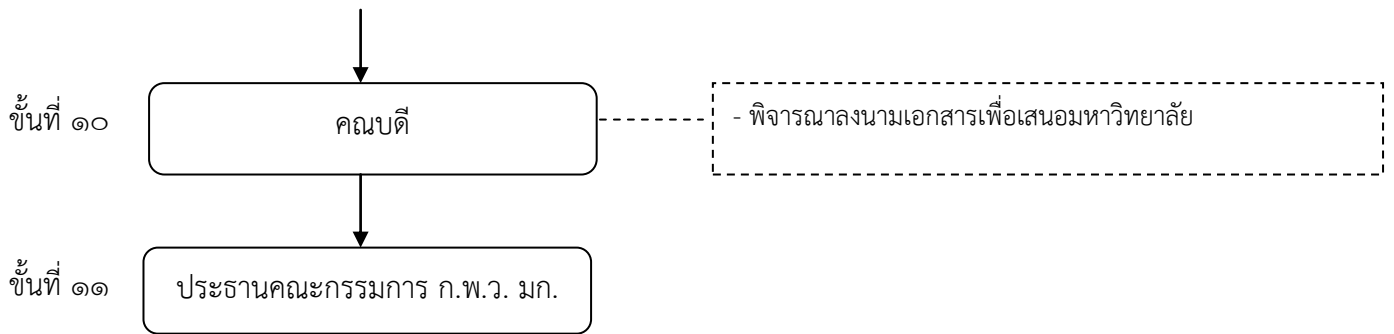 ขั้นที่ ๑๐
คณบดี
- พิจารณาลงนามเอกสารเพื่อเสนอมหาวิทยาลัย
ขั้นที่ ๑๑
ประธานคณะกรรมการ ก.พ.ว. มก.